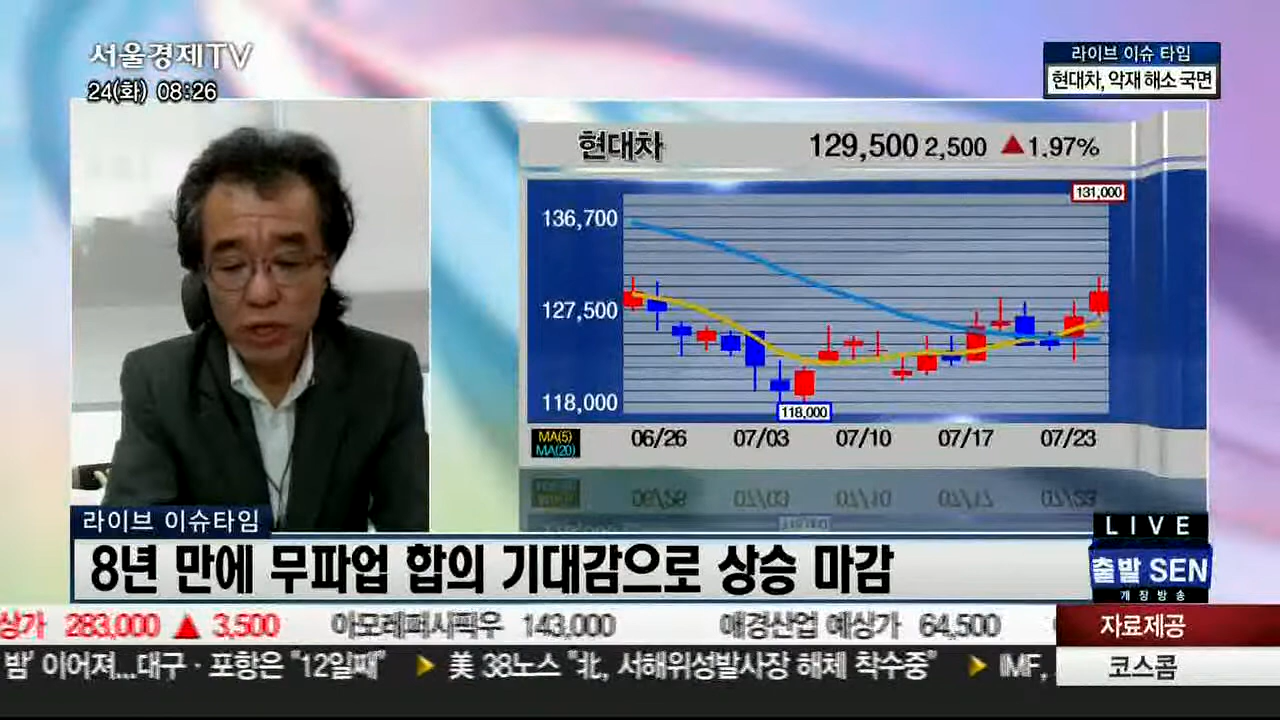 서울경제TV
24(화) 08:26
라이브 이슈 타임
현대차, 악재 해소 국면
현대차 129,500 2,500 ▲1.97%
131,000
136,700
127,500
118,000
118,000
MA(5)
MA(20)
06/26 07/03 07/10 07/17 07/23
라이브 이슈타임
8년 만에 무파업 합의 기대감으로 상승 마감
LIVE
출발 SEN
개장방송
상가 283,000 ▲ 3,500 아모레퍼시픽우 143,000 애경산업 예상가 64,500
자료제공
밤' 이어져...대구·포항은 "12일째" ▶ 美 38노스 "北, 서해위성발사장 해체 착수중" ▶ IMF,
코스콤